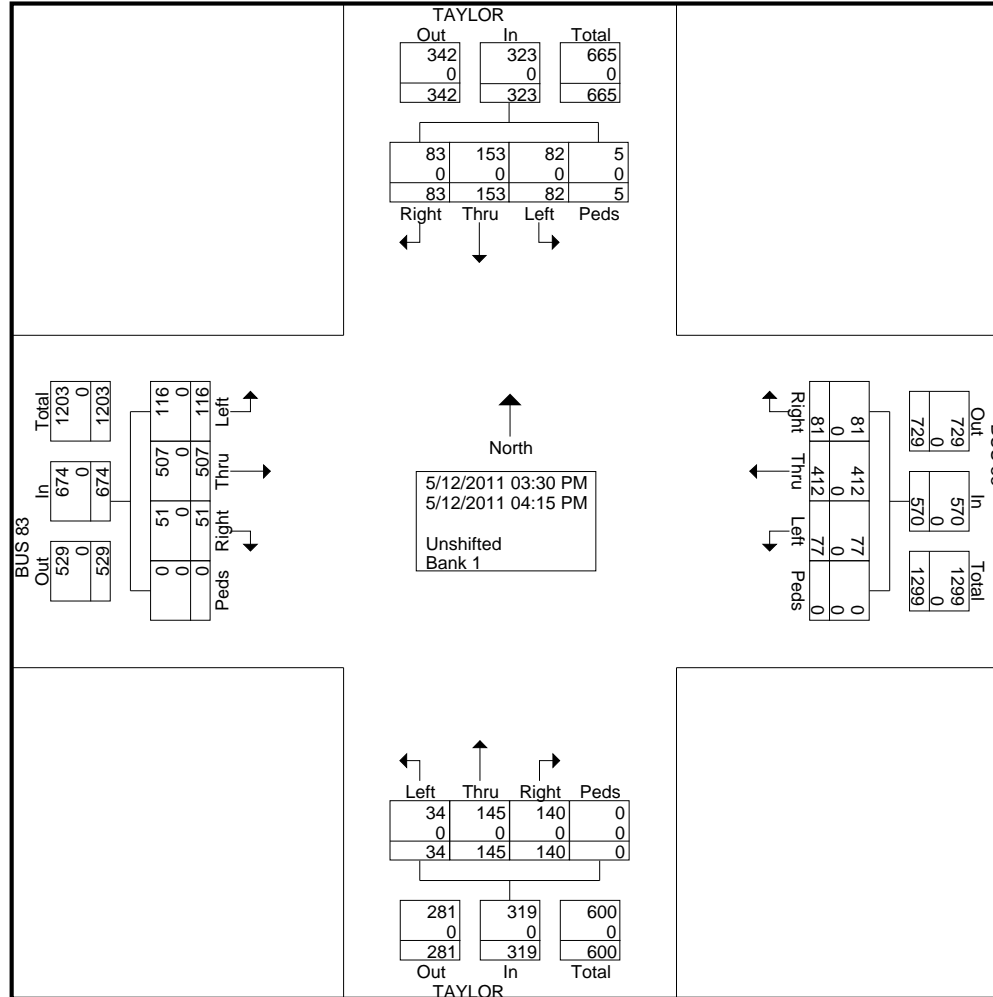 TAYLOR
Out In Total
342 323 665
0 0 0
342 323 665
83 153 82 5
0 0 0 0
83 153 82 5
Right Thru Left Peds
BUS 83
Out In Total
529 674 1203
0 0 0
529 674 1203
0 51 507 116
0 0 0 0
0 51 507 116
Peds Right Thru Left
North
5/12/2011 03:30 PM
5/12/2011 04:15 PM
Unshifted
Bank 1
Out In Total
729 570 1299
0 0 0
729 570 1299
81 412 77 0
0 0 0 0
81 412 77 0
Right Thru Left Peds
Left Thru Right Peds
34 145 140 0
0 0 0 0
34 145 140 0
281 319 600
0 0 0
281 319 600
Out In Total
TAYLOR